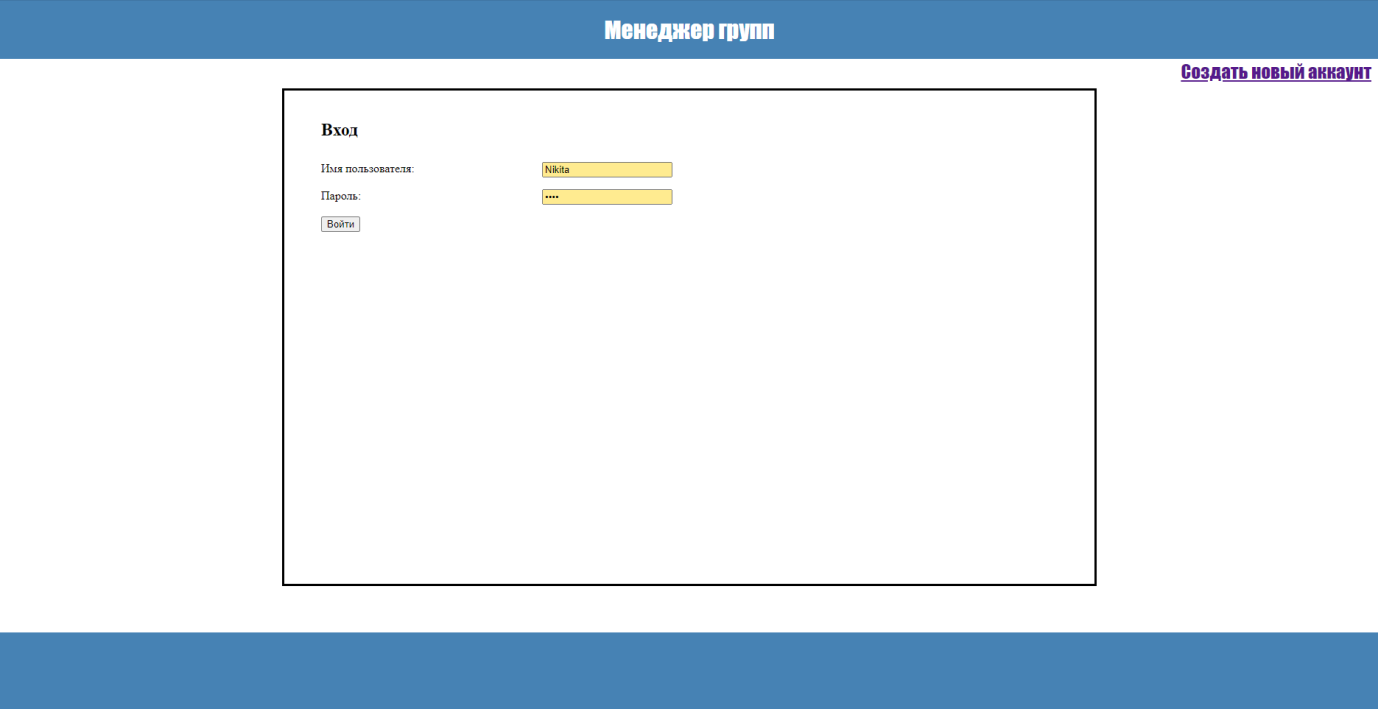 Менеджер групп
Создать новый аккаунт
Вход
Имя пользователя: Nikita
Пароль: ••••
Войти